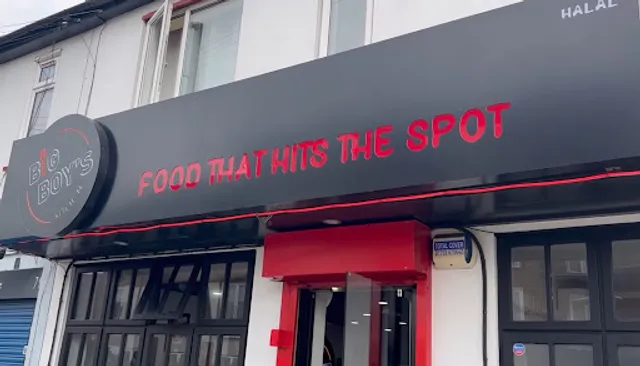 HALAL
BIG
BOY'S
FOOD THAT HITS THE SPOT
TOTAL COVER